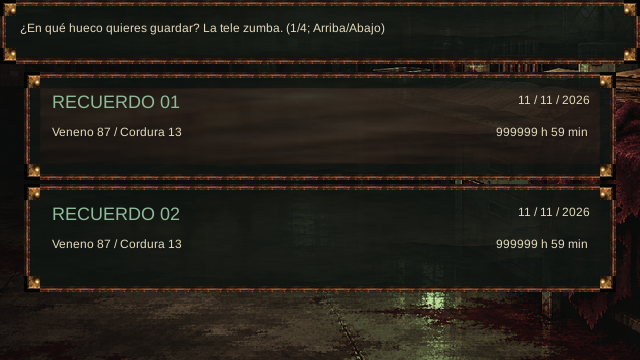 ¿En qué hueco quieres guardar? La tele zumba. (1/4; Arriba/Abajo)
RECUERDO 01
11 / 11 / 2026
Veneno 87 / Cordura 13
999999 h 59 min
RECUERDO 02
11 / 11 / 2026
Veneno 87 / Cordura 13
999999 h 59 min